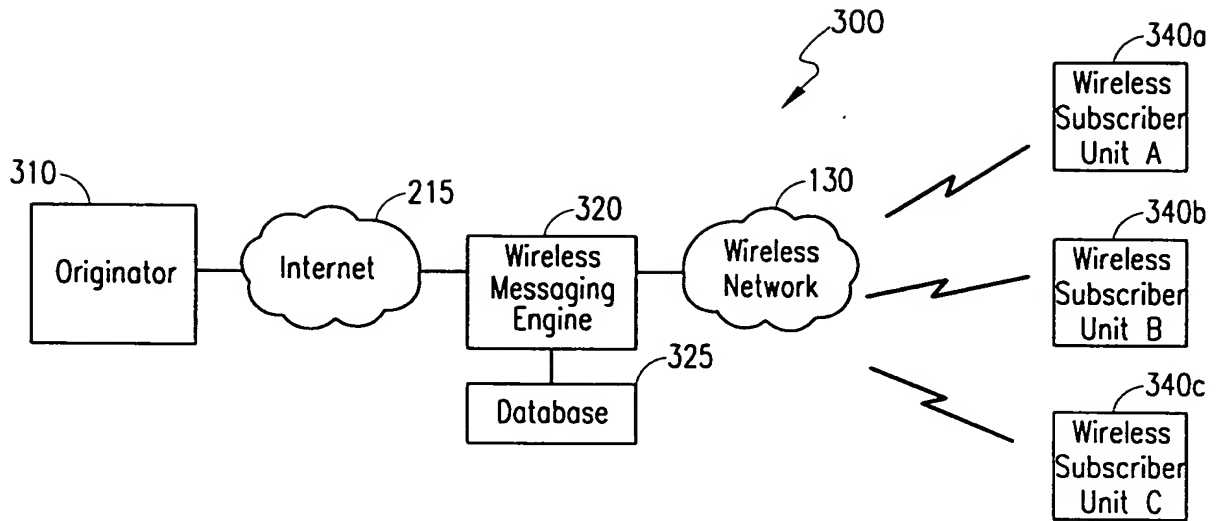 300
340a
Wireless
Subscriber
Unit A
310
Originator
215
Internet
320
Wireless
Messaging
Engine
130
Wireless
Network
340b
Wireless
Subscriber
Unit B
325
Database
340c
Wireless
Subscriber
Unit C